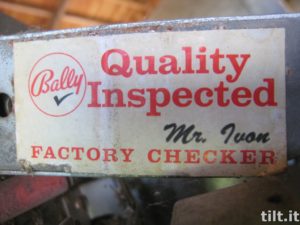 Bally
Quality
Inspected
Mr. Ivon
FACTORY CHECKER
tilt.it